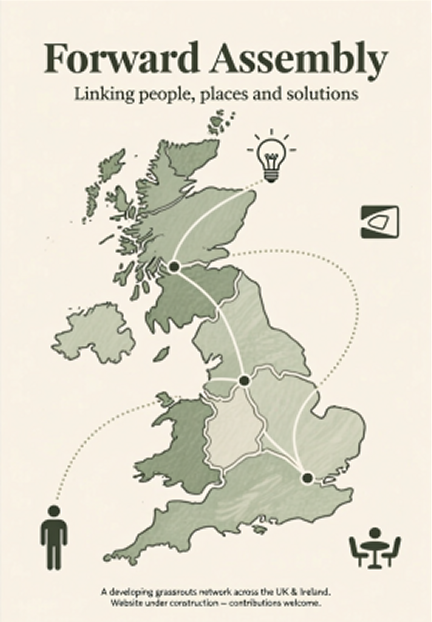 Forward Assembly
Linking people, places and solutions
A developing grassroots network across the UK & Ireland.
Website under construction — contributions welcome.